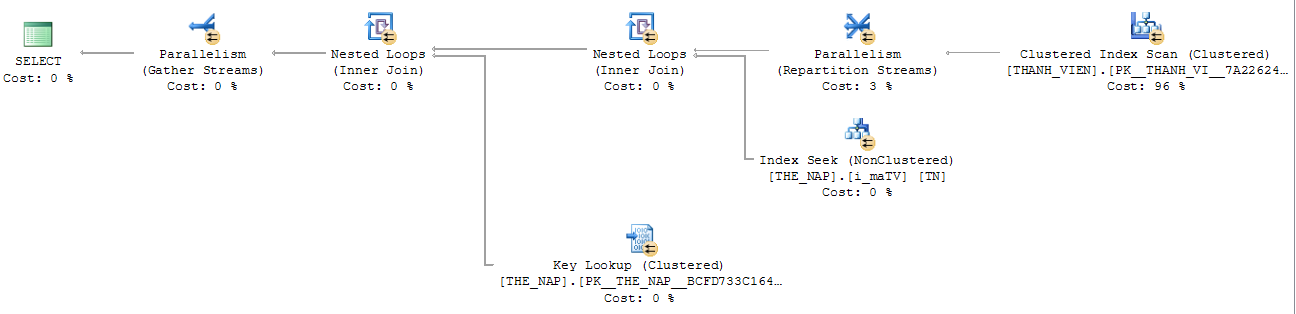 SELECT
Cost: 0 %
Parallelism
(Gather Streams)
Cost: 0 %
Nested Loops
(Inner Join)
Cost: 0 %
Nested Loops
(Inner Join)
Cost: 0 %
Parallelism
(Repartition Streams)
Cost: 3 %
Clustered Index Scan (Clustered)
[THANH_VIEN].[PK__THANH_VI__7A22624…
Cost: 96 %
Index Seek (NonClustered)
[THE_NAP].[i_maTV] [TN]
Cost: 0 %
Key Lookup (Clustered)
[THE_NAP].[PK__THE_NAP__BCFD733C164…
Cost: 0 %